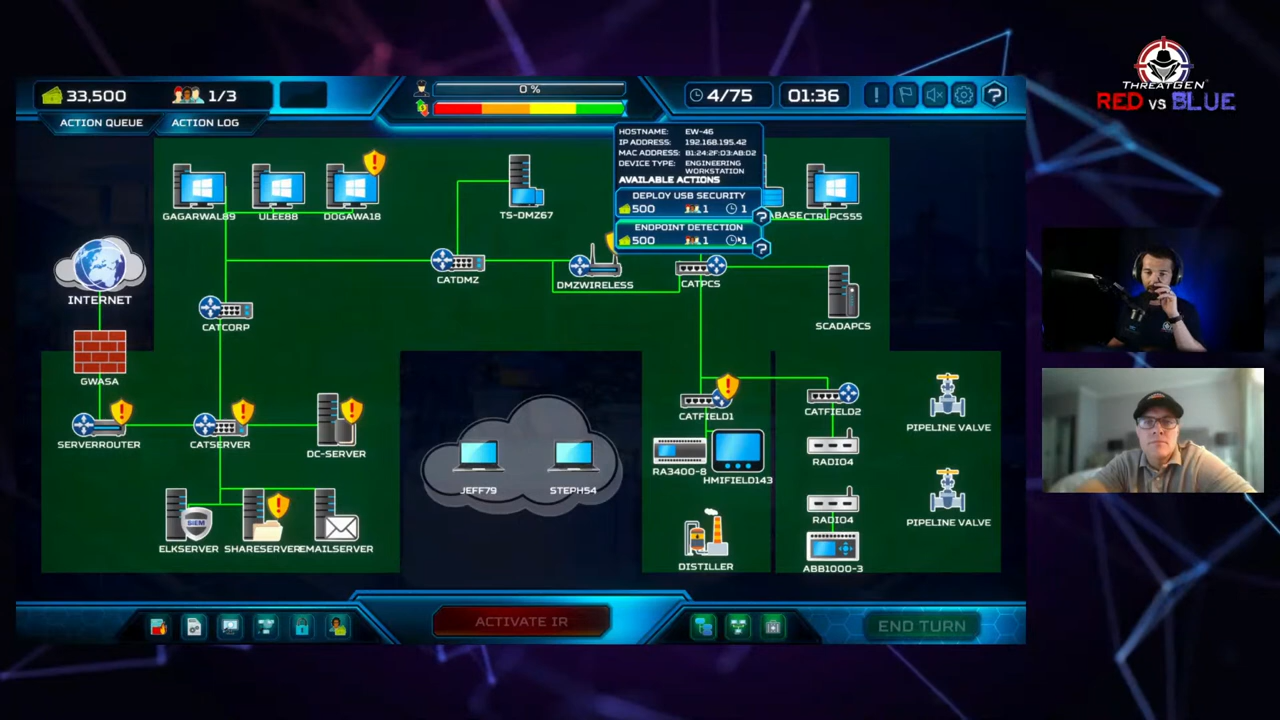 THREATGEN
RED vs BLUE
33,500
1/3
0 %
4/75
01:36
ACTION QUEUE
ACTION LOG
HOSTNAME: EW-46
IP ADDRESS: 192.168.195.42
MAC ADDRESS: 81:24:2F:D3:AB:D2
DEVICE TYPE: ENGINEERING
WORKSTATION
AVAILABLE ACTIONS
DEPLOY USB SECURITY
500 1 1
ENDPOINT DETECTION
500 1 1
GAGARWAL89
ULEE88
DOGAWA18
TS-DMZ67
ABASE
CTRLPCS55
INTERNET
CATDMZ
DMZWIRELESS
CATPCS
CATCORP
SCADAPCS
GWASA
SERVERROUTER
CATSERVER
DC-SERVER
CATFIELD1
CATFIELD2
PIPELINE VALVE
RA3400-8
HMIFIELD143
RADIO4
JEFF79
STEPH54
SIEM
ELKSERVER
SHARESERVER
EMAILSERVER
DISTILLER
RADIO4
PIPELINE VALVE
ABB1000-3
ACTIVATE IR
END TURN